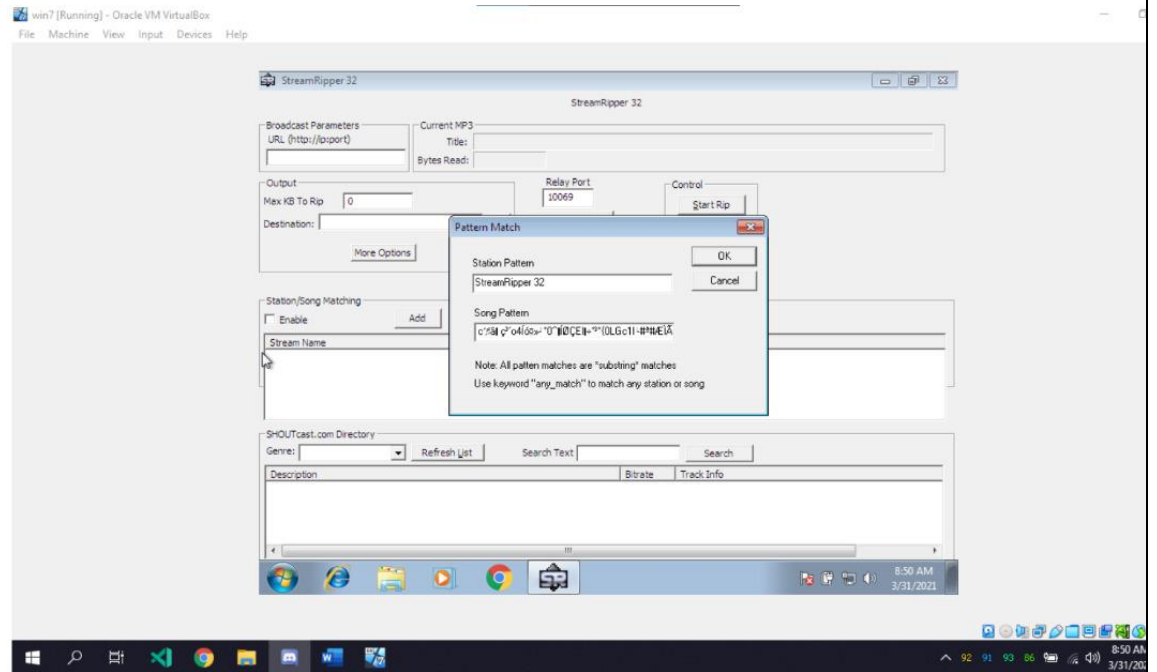 win7 [Running] - Oracle VM VirtualBox
File Machine View Input Devices Help
StreamRipper 32
StreamRipper 32
Broadcast Parameters
URL (http://ip:port)
Current MP3
Title:
Bytes Read:
Output
Max KB To Rip 0
Destination:
More Options
Relay Port
10069
Control
Start Rip
Pattern Match
Station Pattern
StreamRipper 32
OK
Cancel
Song Pattern
Note: All patten matches are "substring" matches
Use keyword "any_match" to match any station or song
Station/Song Matching
Enable
Add
Stream Name
SHOUTcast.com Directory
Genre:
Refresh List
Search Text
Search
Description Bitrate Track Info
8:50 AM
3/31/2021
92 91 93 86
8:50 AM